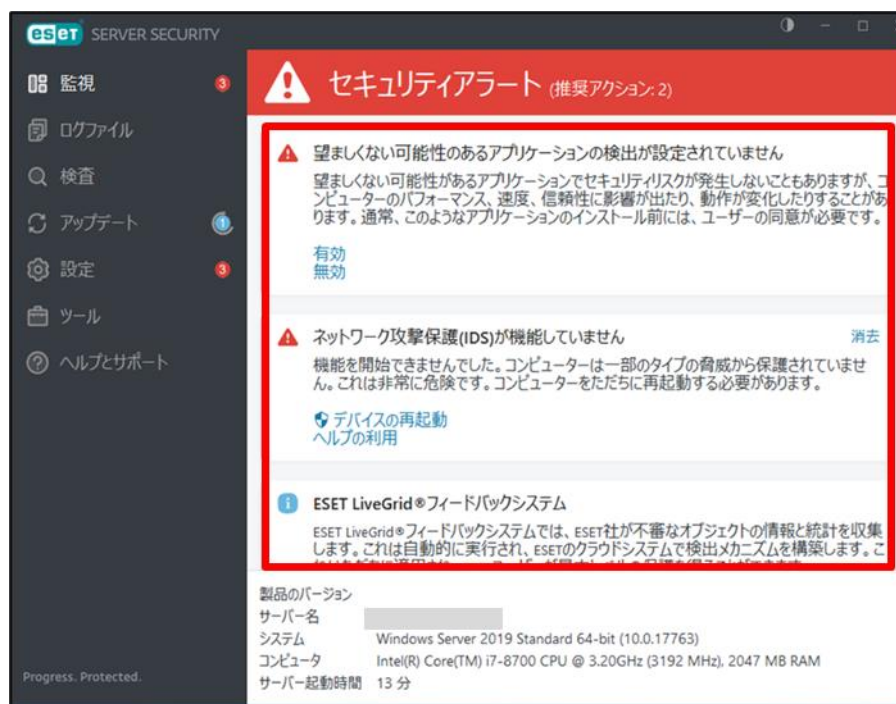 eset SERVER SECURITY
監視 3
ログファイル
検査
アップデート 1
設定 3
ツール
ヘルプとサポート
Progress. Protected.
セキュリティアラート (推奨アクション: 2)
望ましくない可能性のあるアプリケーションの検出が設定されていません
望ましくない可能性があるアプリケーションでセキュリティリスクが発生しないこともありますが、コ
ンピューターのパフォーマンス、速度、信頼性に影響が出たり、動作が変化したりすることがあ
ります。通常、このようなアプリケーションのインストール前には、ユーザーの同意が必要です。
有効
無効
ネットワーク攻撃保護(IDS)が機能していません 消去
機能を開始できませんでした。コンピューターは一部のタイプの脅威から保護されていませ
ん。これは非常に危険です。コンピューターをただちに再起動する必要があります。
デバイスの再起動
ヘルプの利用
ESET LiveGrid®フィードバックシステム
ESET LiveGrid®フィードバックシステムでは、ESET社が不審なオブジェクトの情報と統計を収集
します。これは自動的に実行され、ESETのクラウドシステムで検出メカニズムを構築します。こ
製品のバージョン
サーバー名
システム Windows Server 2019 Standard 64-bit (10.0.17763)
コンピュータ Intel(R) Core(TM) i7-8700 CPU @ 3.20GHz (3192 MHz), 2047 MB RAM
サーバー起動時間 13 分